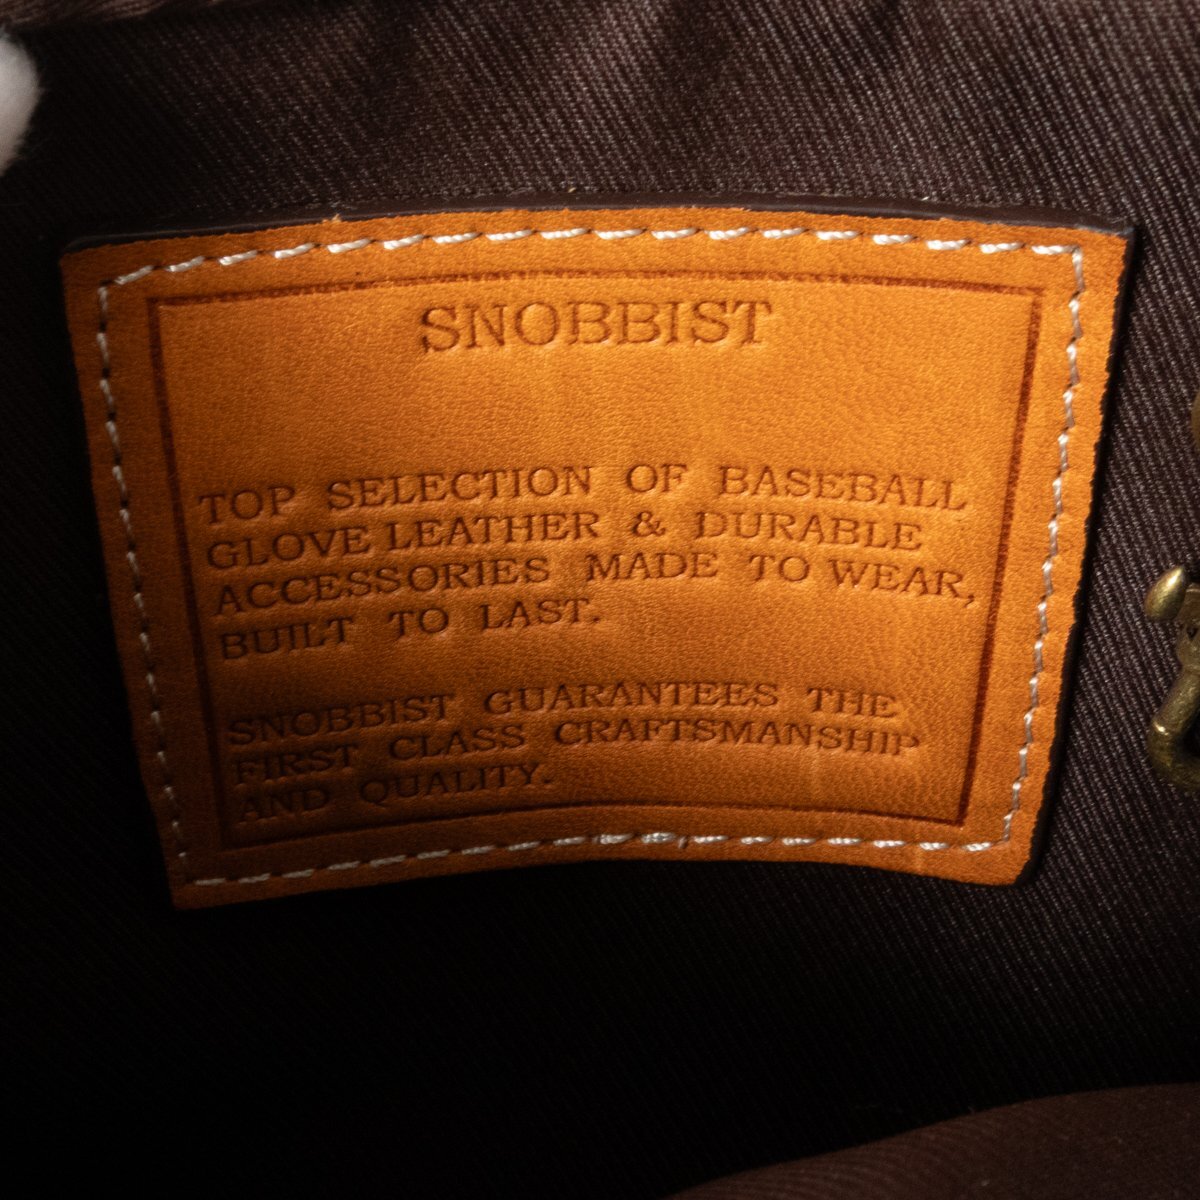 SNOBBIST
TOP SELECTION OF BASEBALL
GLOVE LEATHER & DURABLE
ACCESSORIES MADE TO WEAR,
BUILT TO LAST.
SNOBBIST GUARANTEES THE
FIRST CLASS CRAFTSMANSHIP
AND QUALITY.